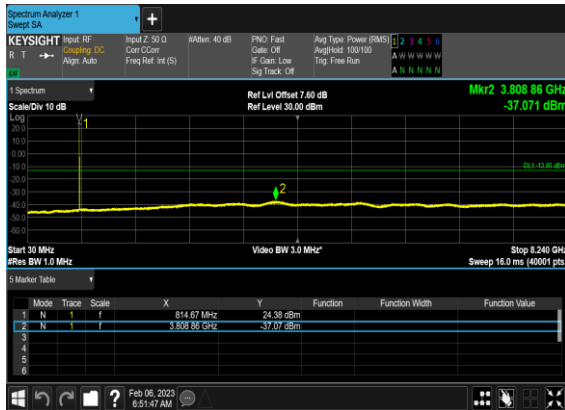 Spectrum Analyzer 1
Swept SA
+
KEYSIGHT Input: RF Input Z: 50 Ω #Atten: 40 dB PNO: Fast Avg Type: Power (RMS) 1 2 3 4 5 6
R T Coupling: DC Corr CCorr Gate: Off Avg|Hold: 100/100 A W W W W W
Align: Auto Freq Ref: Int (S) IF Gain: Low Trig: Free Run
Sig Track: Off A N N N N N
LXI
1 Spectrum Ref Lvl Offset 7.60 dB Mkr2 3.808 86 GHz
Scale/Div 10 dB Ref Level 30.00 dBm -37.071 dBm
Log
1
20.0
10.0
0.00
-10.0
DL1 -13.00 dBm
-20.0
-30.0
2
-40.0
-50.0
-60.0
Start 30 MHz Video BW 3.0 MHz* Stop 8.240 GHz
#Res BW 1.0 MHz Sweep 16.0 ms (40001 pts)
5 Marker Table
Mode Trace Scale X Y Function Function Width Function Value
1 N 1 f 814.67 MHz 24.38 dBm
2 N 1 f 3.808 86 GHz -37.07 dBm
3
4
5
6
? Feb 06, 2023
6:51:47 AM